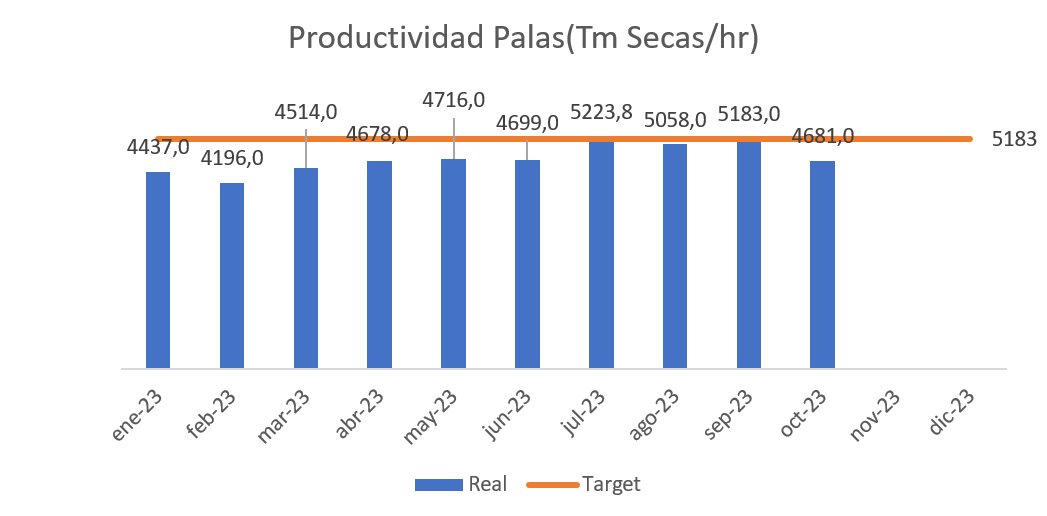 Productividad Palas(Tm Secas/hr)
4437,0
4196,0
4514,0
4678,0
4716,0
4699,0
5223,8
5058,0
5183,0
4681,0
5183
ene-23
feb-23
mar-23
abr-23
may-23
jun-23
jul-23
ago-23
sep-23
oct-23
nov-23
dic-23
Real
Target